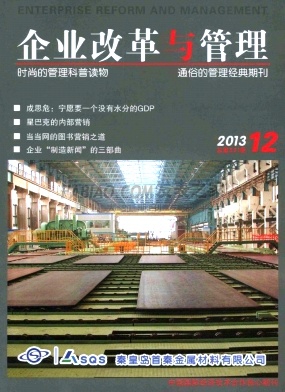 ENTERPRISE REFORM AND MANAGEMENT
企业改革与管理
时尚的管理科普读物 通俗的管理经典期刊
■ 成思危：宁愿要一个没有水分的GDP
■ 星巴克的内部营销
■ 当当网的图书营销之道
■ 企业“制造新闻”的三部曲
2013 12
sqs 秦皇岛首秦金属材料有限公司